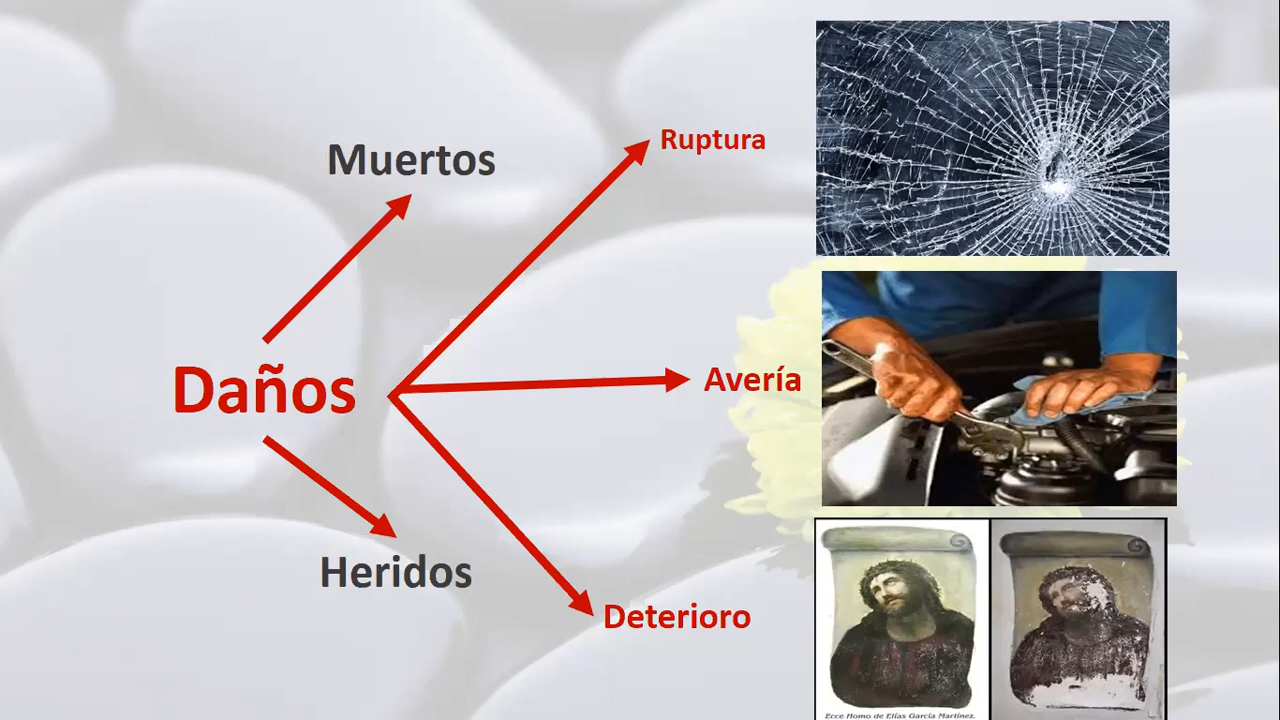 Ruptura
Muertos
Daños
Avería
Heridos
Deterioro
Ecce Homo de Elías García Martínez.